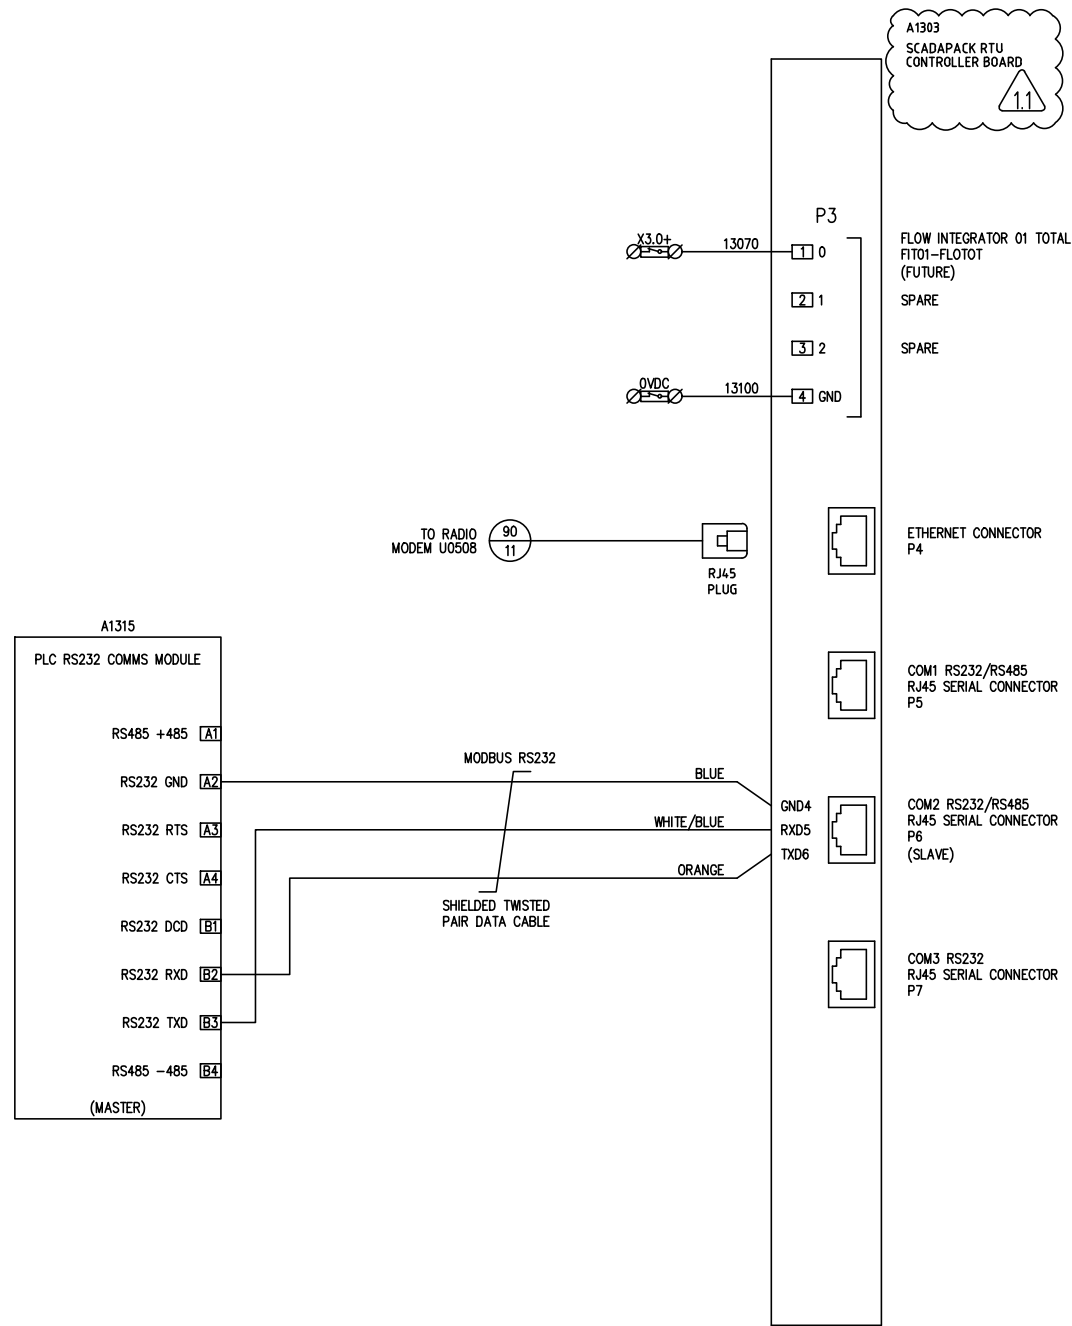 A1303
SCADAPACK RTU
CONTROLLER BOARD
1.1
P3
X3.0+
13070
1 0
FLOW INTEGRATOR 01 TOTAL
FIT01-FLOTOT
(FUTURE)
2 1
SPARE
3 2
SPARE
0VDC
13100
4 GND
TO RADIO
MODEM U0508
90
11
RJ45
PLUG
ETHERNET CONNECTOR
P4
A1315
PLC RS232 COMMS MODULE
COM1 RS232/RS485
RJ45 SERIAL CONNECTOR
P5
RS485 +485 A1
RS232 GND A2
RS232 RTS A3
RS232 CTS A4
RS232 DCD B1
RS232 RXD B2
RS232 TXD B3
RS485 -485 B4
(MASTER)
MODBUS RS232
BLUE
WHITE/BLUE
ORANGE
SHIELDED TWISTED
PAIR DATA CABLE
GND4
RXD5
TXD6
COM2 RS232/RS485
RJ45 SERIAL CONNECTOR
P6
(SLAVE)
COM3 RS232
RJ45 SERIAL CONNECTOR
P7